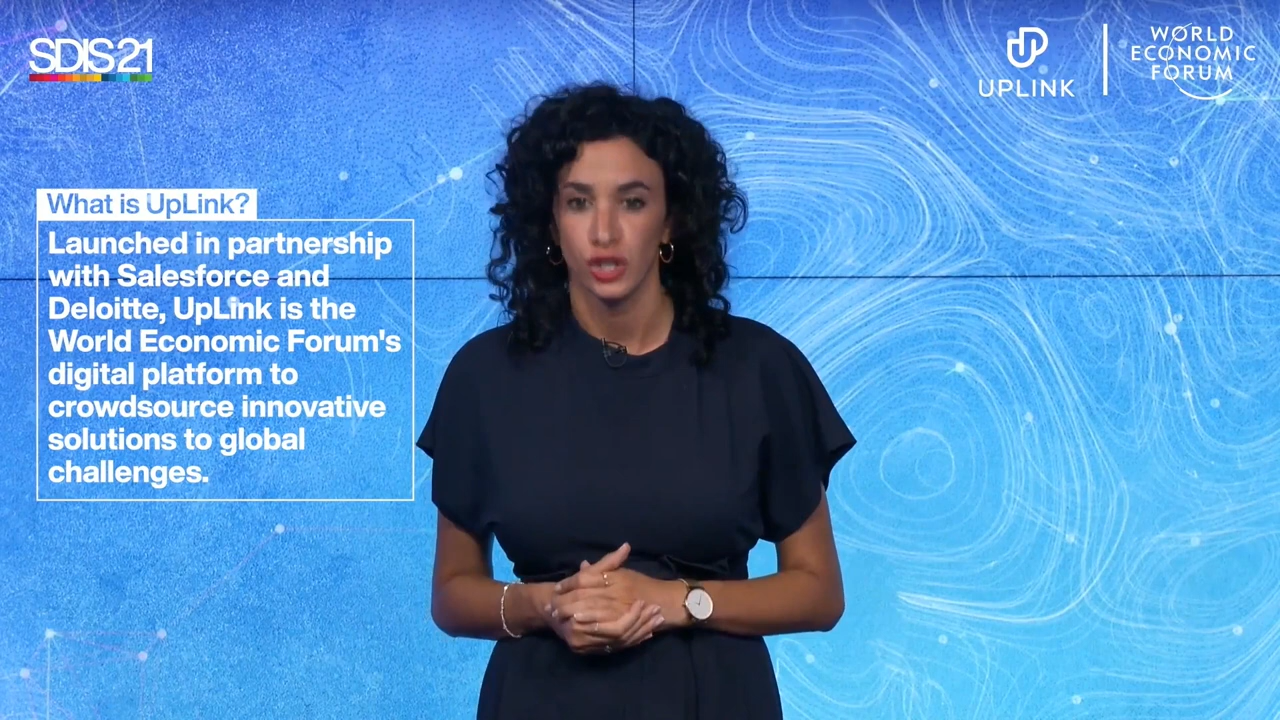 SDIS21
UPLINK
WORLD
ECONOMIC
FORUM
What is UpLink?
Launched in partnership
with Salesforce and
Deloitte, UpLink is the
World Economic Forum's
digital platform to
crowdsource innovative
solutions to global
challenges.